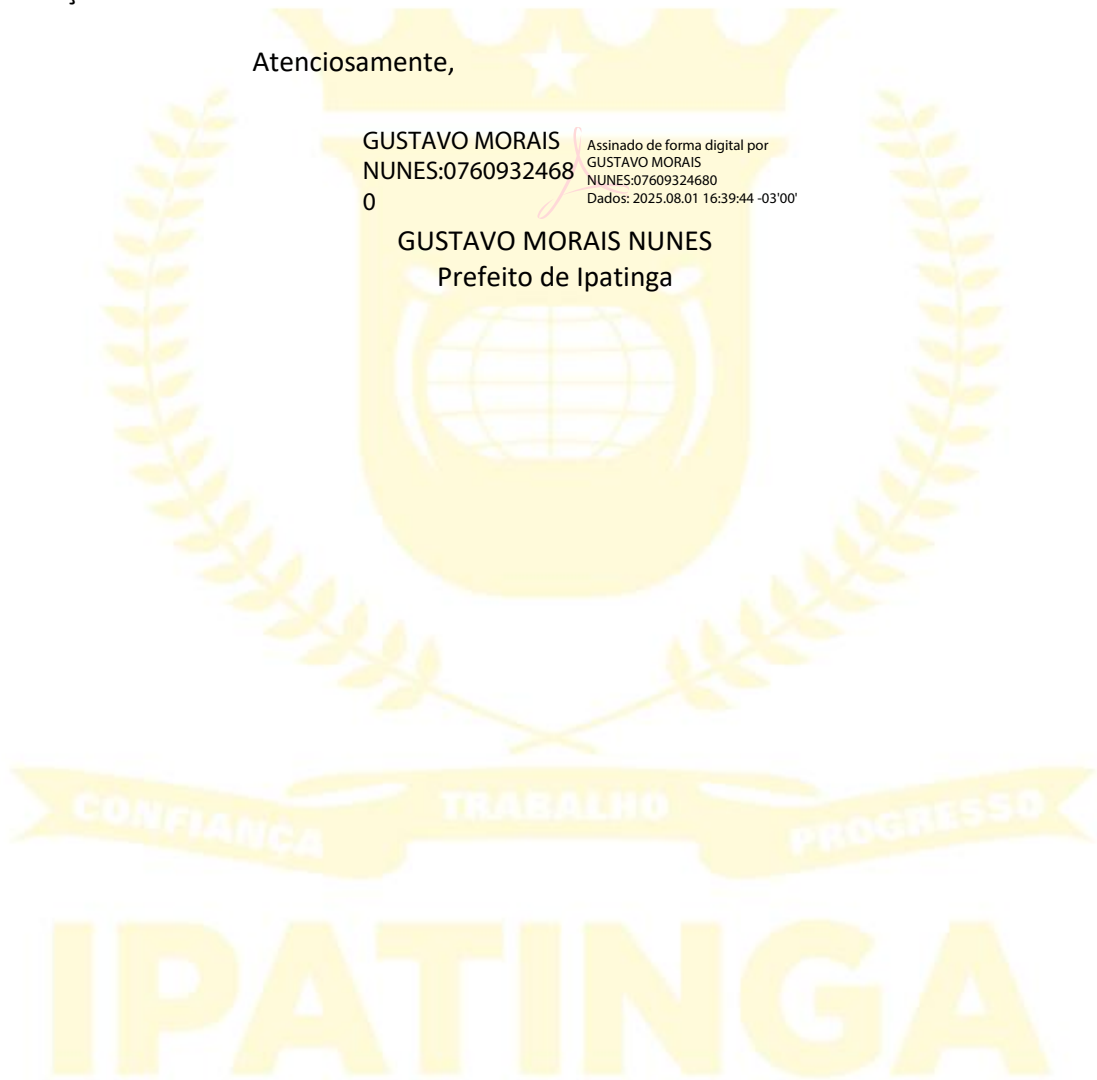 Atenciosamente,
GUSTAVO MORAIS
NUNES:0760932468
0
Assinado de forma digital por
GUSTAVO MORAIS
NUNES:07609324680
Dados: 2025.08.01 16:39:44 -03'00'
GUSTAVO MORAIS NUNES
Prefeito de Ipatinga
CONFIANÇA
TRABALHO
PROGRESSO
IPATINGA